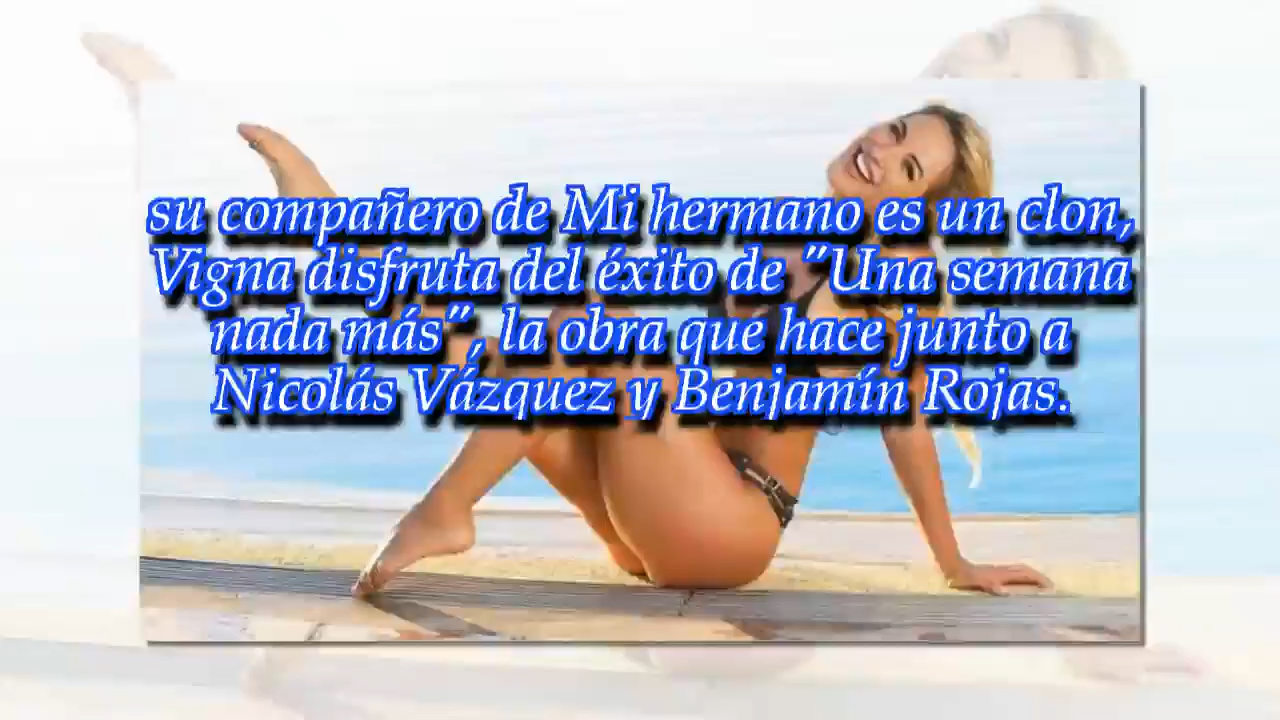 su compañero de Mi hermano es un clon,
Vigna disfruta del éxito de "Una semana
nada más", la obra que hace junto a
Nicolás Vázquez y Benjamín Rojas.